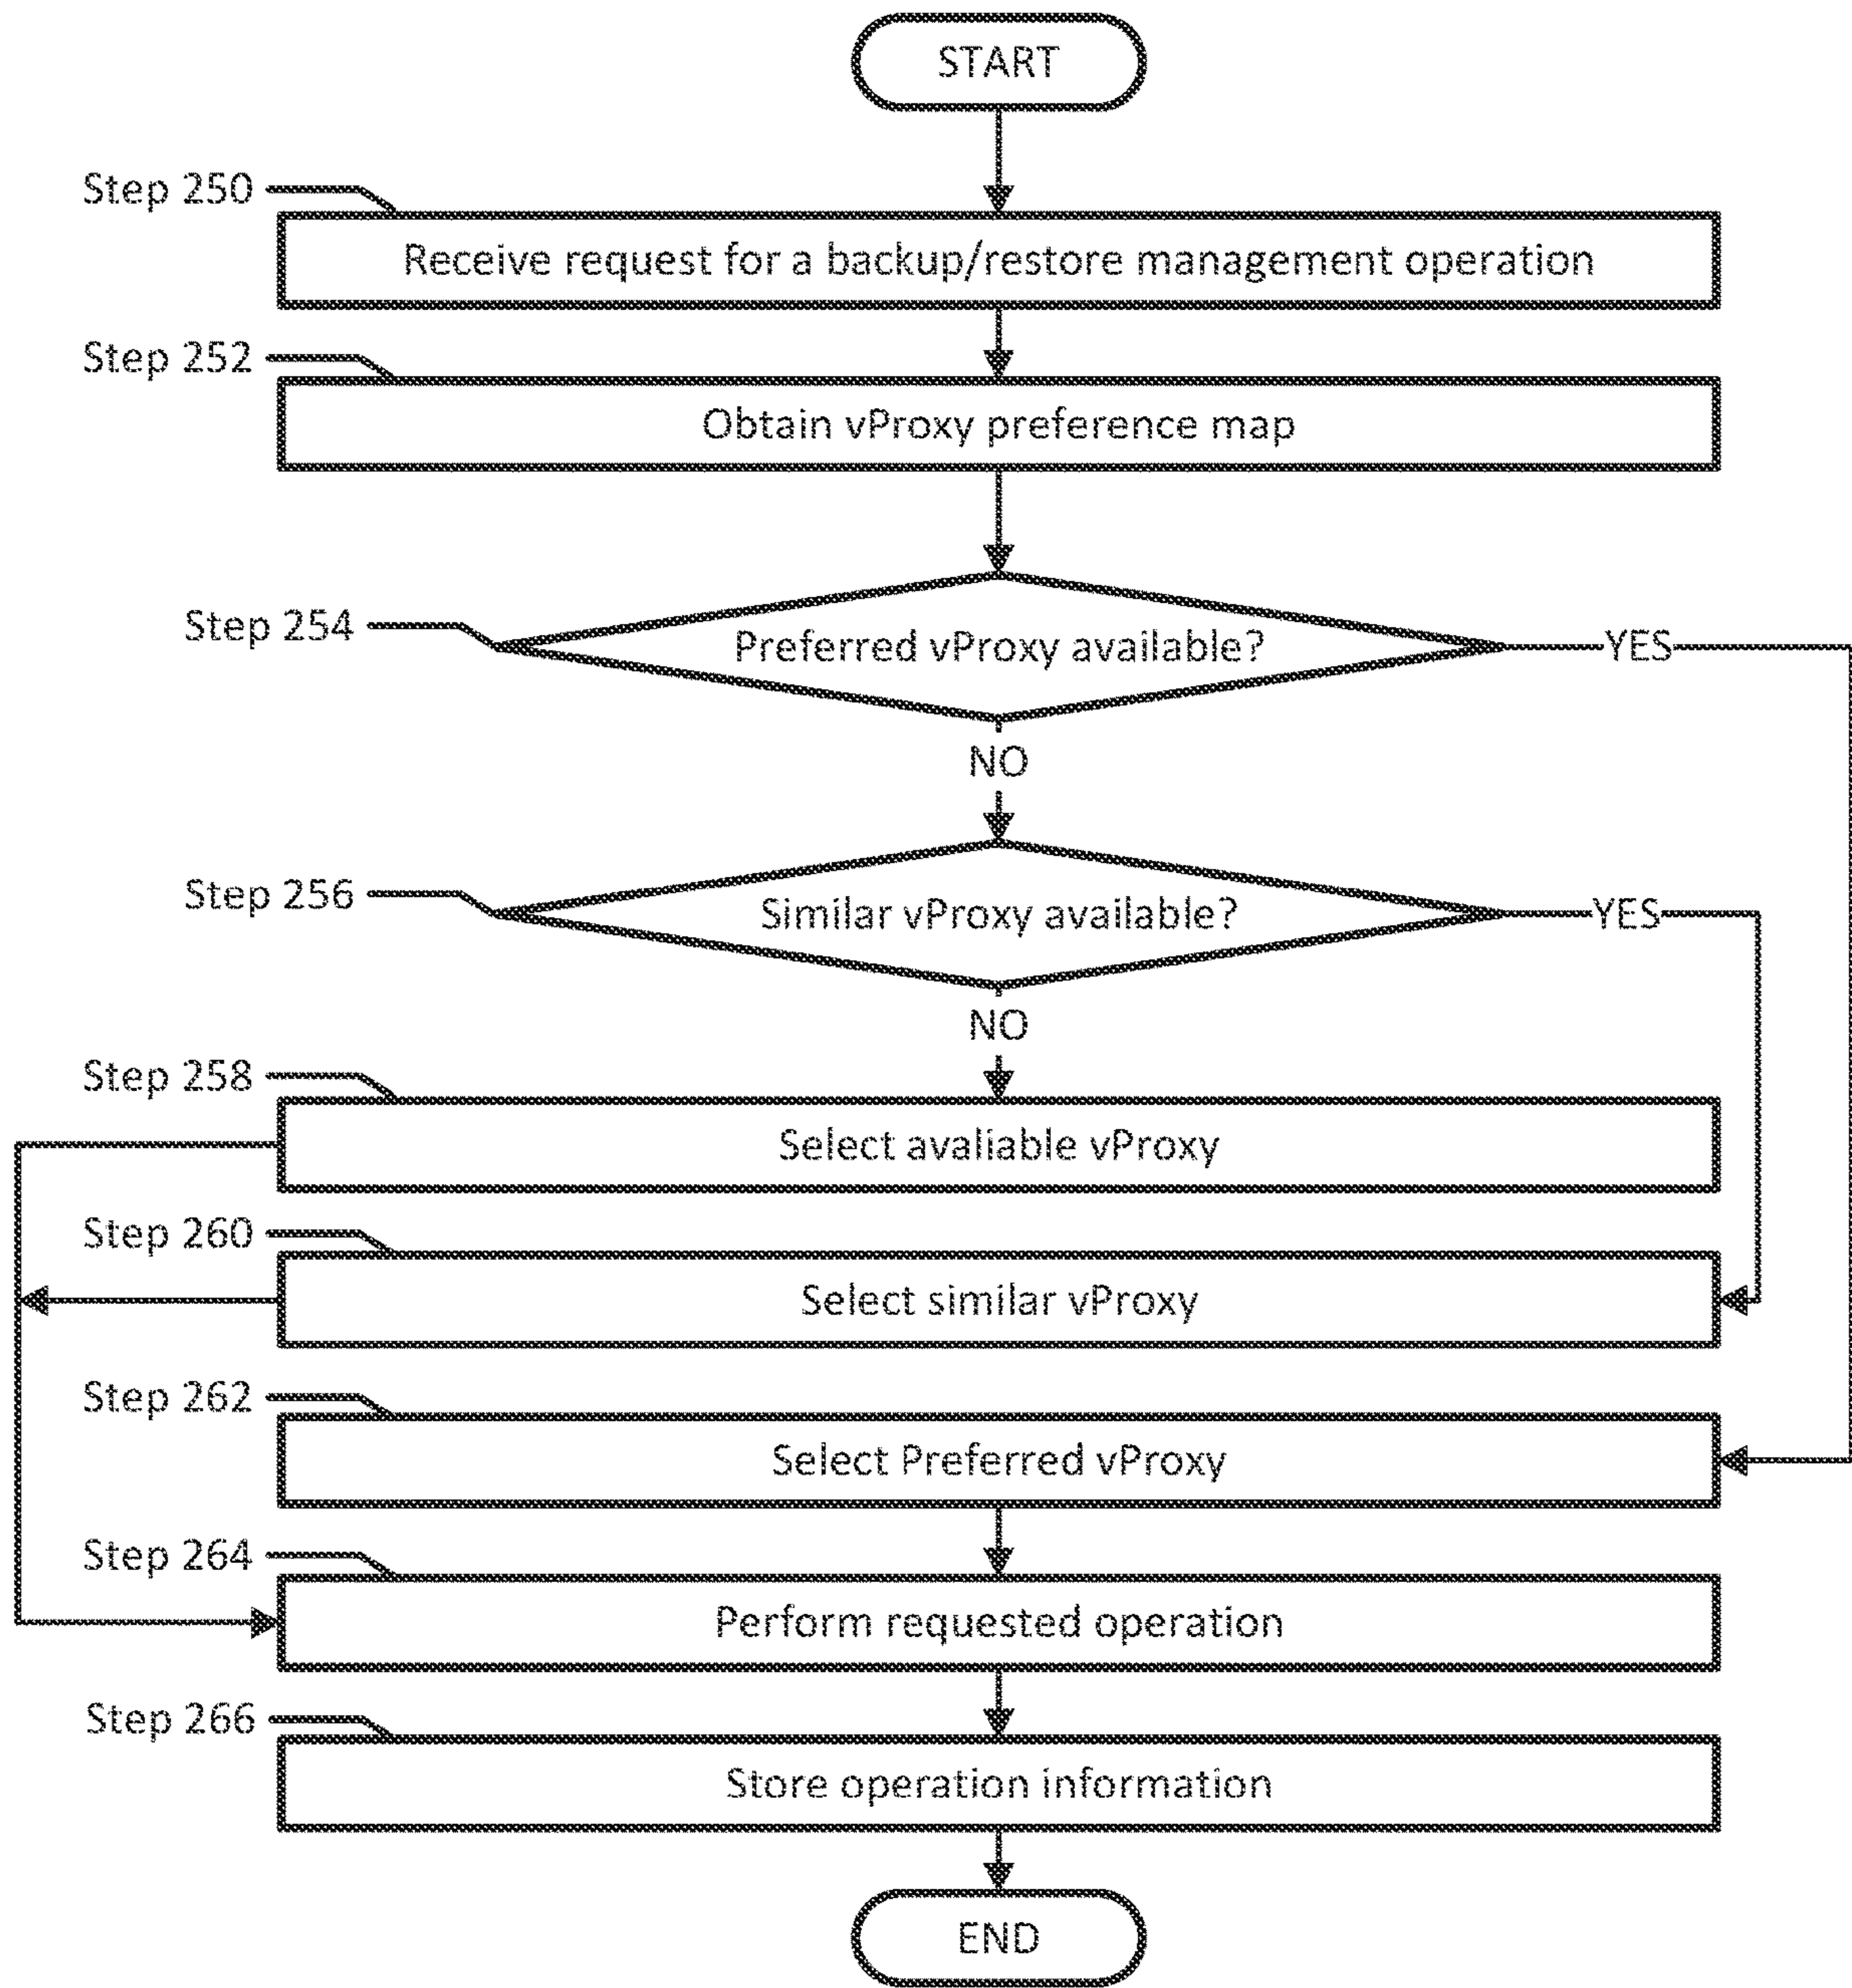 START
Step 250
Receive request for a backup/restore management operation
Step 252
Obtain vProxy preference map
Step 254
Preferred vProxy available?
YES
NO
Step 256
Similar vProxy available?
YES
NO
Step 258
Select avaliable vProxy
Step 260
Select similar vProxy
Step 262
Select Preferred vProxy
Step 264
Perform requested operation
Step 266
Store operation information
END